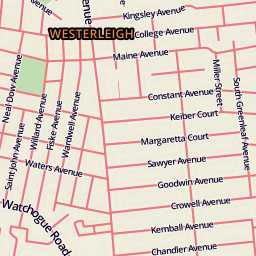 Kingsley Avenue
WESTERLEIGH
College Avenue
Avenue
Maine Avenue
Neal Dow Avenue
Miller Street
South Greenleaf Avenue
Constant Avenue
Willard Avenue
Fiske Avenue
Wardwell Avenue
Keiber Court
Margaretta Court
Saint John Avenue
Waters Avenue
Sawyer Avenue
Goodwin Avenue
Watchogue Road
Crowell Avenue
Kemball Avenue
Chandler Avenue